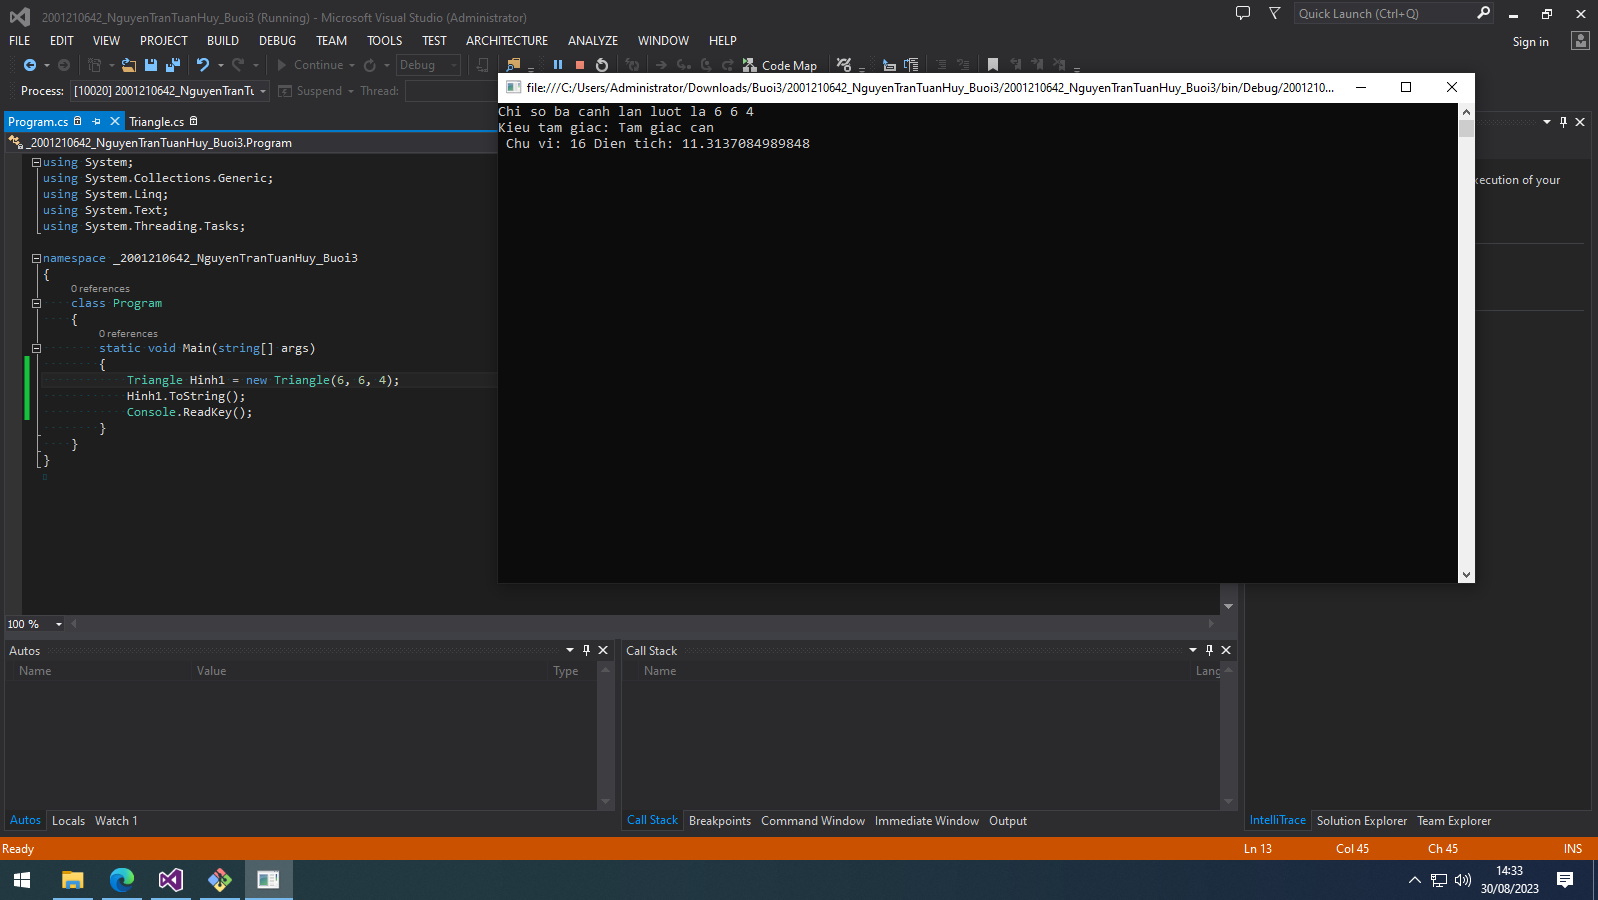 2001210642_NguyenTranTuanHuy_Buoi3 (Running) - Microsoft Visual Studio (Administrator)
Quick Launch (Ctrl+Q)
FILE EDIT VIEW PROJECT BUILD DEBUG TEAM TOOLS TEST ARCHITECTURE ANALYZE WINDOW HELP
Sign in
Continue Debug Code Map
Process: [10020] 2001210642_NguyenTranTu Suspend Thread:
file:///C:/Users/Administrator/Downloads/Buoi3/2001210642_NguyenTranTuanHuy_Buoi3/2001210642_NguyenTranTuanHuy_Buoi3/bin/Debug/2001210...
Chi so ba canh lan luot la 6 6 4
Kieu tam giac: Tam giac can
Chu vi: 16 Dien tich: 11.3137084989848
Program.cs Triangle.cs
_2001210642_NguyenTranTuanHuy_Buoi3.Program
using System;
using System.Collections.Generic;
using System.Linq;
using System.Text;
using System.Threading.Tasks;
namespace _2001210642_NguyenTranTuanHuy_Buoi3
{
0 references
class Program
{
0 references
static void Main(string[] args)
{
Triangle Hinh1 = new Triangle(6, 6, 4);
Hinh1.ToString();
Console.ReadKey();
}
}
}
xecution of your
100 %
Autos
Name Value Type
Call Stack
Name Lang
Autos Locals Watch 1
Call Stack Breakpoints Command Window Immediate Window Output
IntelliTrace Solution Explorer Team Explorer
Ready Ln 13 Col 45 Ch 45 INS
14:33
30/08/2023